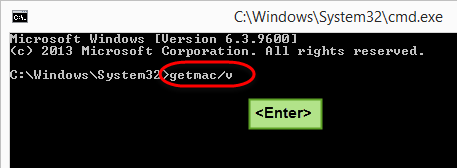 C:\Windows\System32\cmd.exe
C:\.
Microsoft Windows [Version 6.3.9600]
(c) 2013 Microsoft Corporation. All rights reserved.
C:\Windows\System32>getmac/v
<Enter>